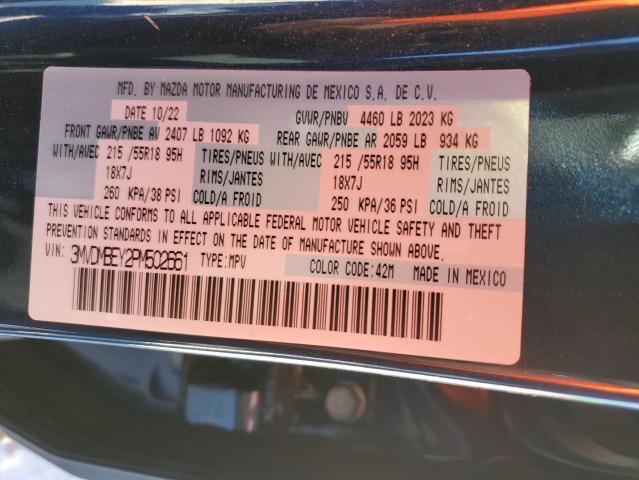 MFD. BY MAZDA MOTOR MANUFACTURING DE MEXICO S.A. DE C.V.
DATE 10/22 GVWR/PNBV 4460 LB 2023 KG
FRONT GAWR/PNBE AV 2407 LB 1092 KG REAR GAWR/PNBE AR 2059 LB 934 KG
WITH/AVEC 215 /55R18 95H TIRES/PNEUS WITH/AVEC 215 /55R18 95H TIRES/PNEUS
18X7J RIMS/JANTES 18X7J RIMS/JANTES
260 KPA/38 PSI COLD/A FROID 250 KPA/36 PSI COLD/A FROID
THIS VEHICLE CONFORMS TO ALL APPLICABLE FEDERAL MOTOR VEHICLE SAFETY AND THEFT
PREVENTION STANDARDS IN EFFECT ON THE DATE OF MANUFACTURE SHOWN ABOVE.
VIN: 3MVDMBEY2PM502661 TYPE:MPV COLOR CODE:42M MADE IN MEXICO